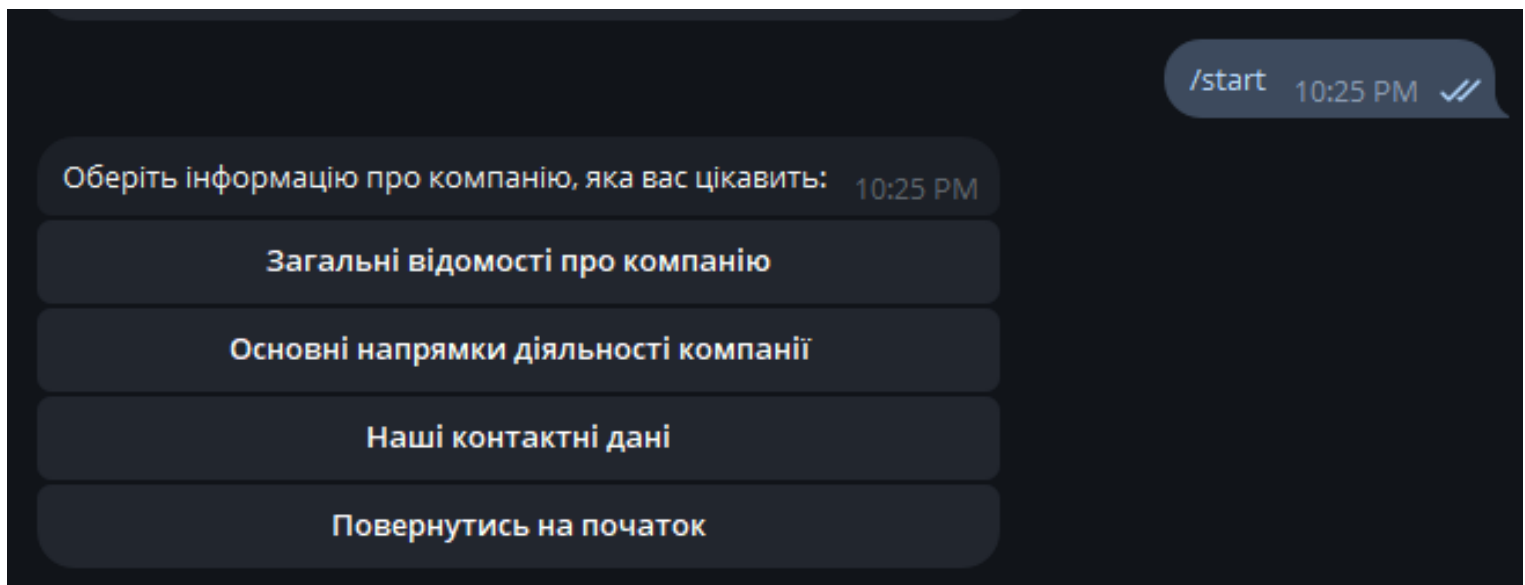 /start 10:25 PM
Оберіть інформацію про компанію, яка вас цікавить: 10:25 PM
Загальні відомості про компанію
Основні напрямки діяльності компанії
Наші контактні дані
Повернутись на початок